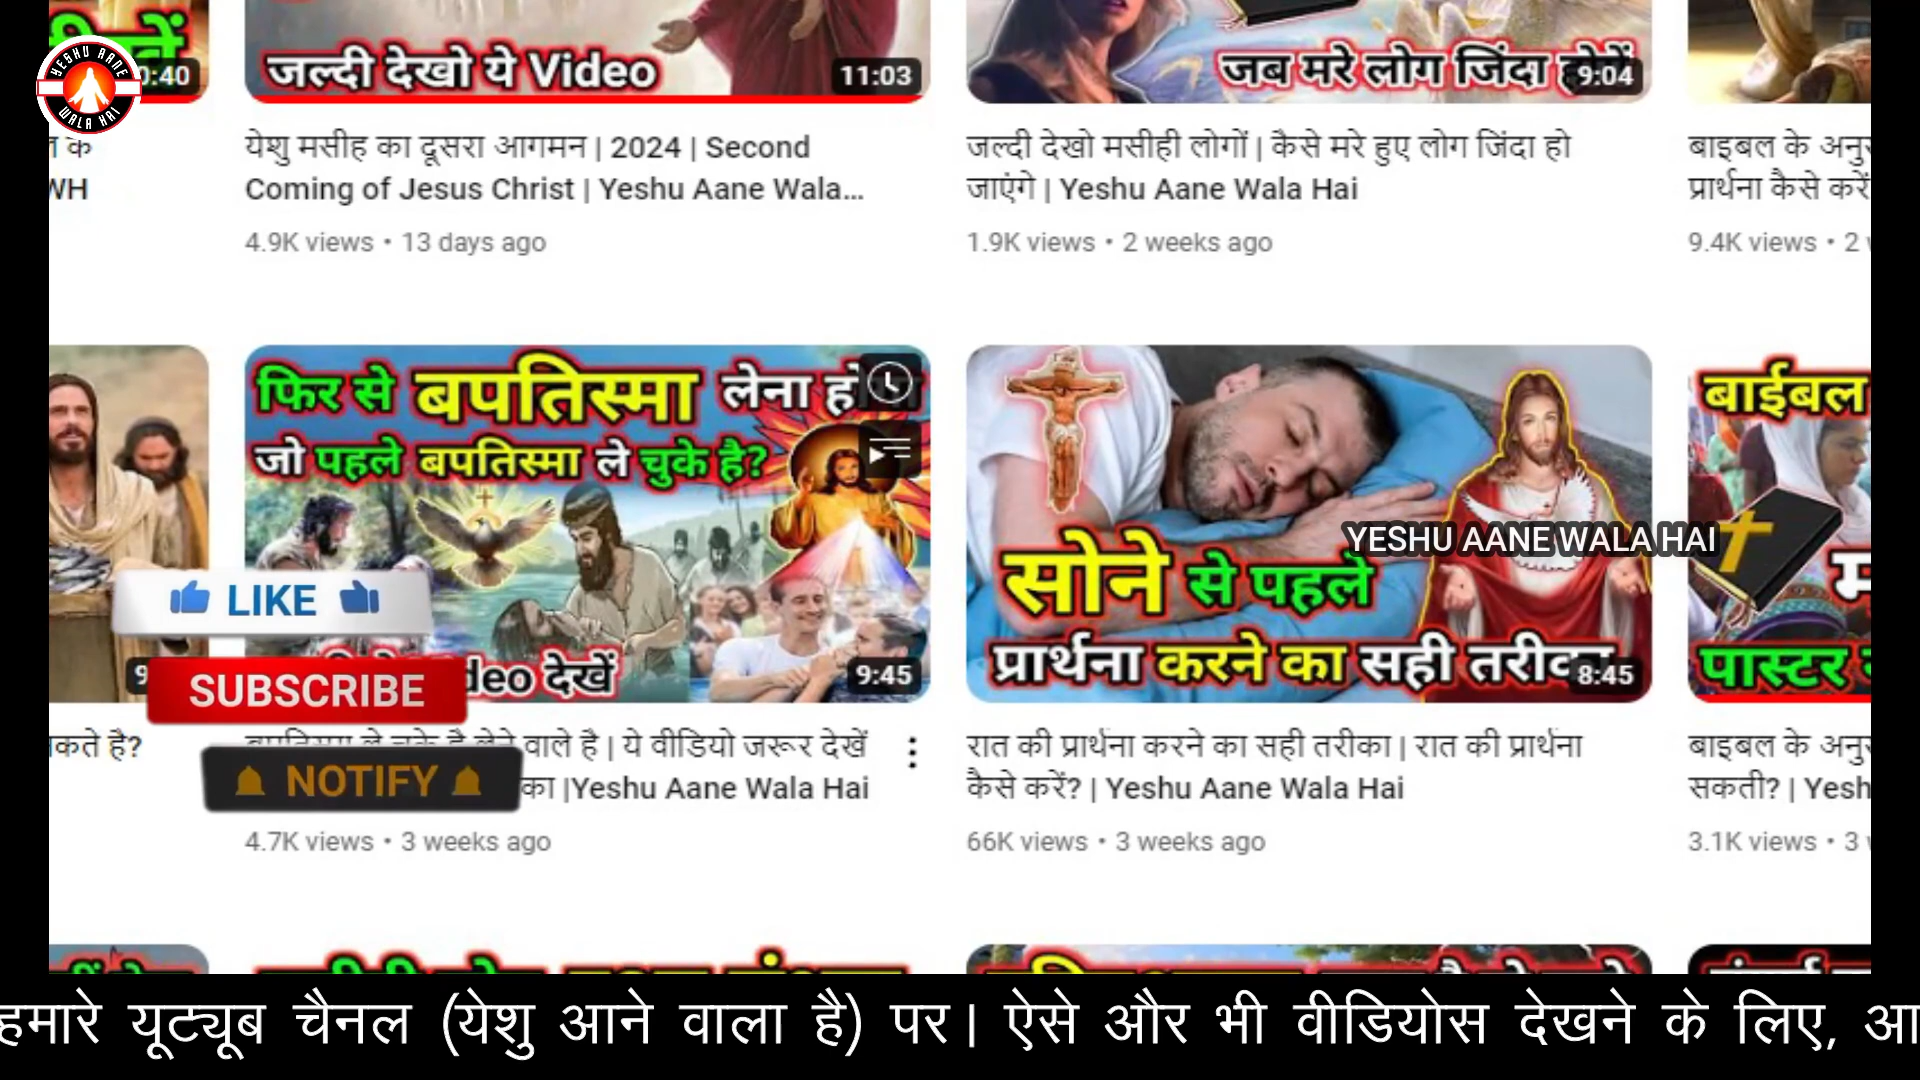 YESHU AANE
WALA HAI
0:40
जल्दी देखो ये Video
11:03
जब मरे लोग जिंदा होगें
9:04
त के
WH
येशु मसीह का दूसरा आगमन | 2024 | Second
Coming of Jesus Christ | Yeshu Aane Wala...
4.9K views • 13 days ago
जल्दी देखो मसीही लोगों | कैसे मरे हुए लोग जिंदा हो
जाएंगे | Yeshu Aane Wala Hai
1.9K views • 2 weeks ago
बाइबल के अनुस
प्रार्थना कैसे करें
9.4K views • 2
फिर से बपतिस्मा लेना हो
जो पहले बपतिस्मा ले चुके है?
देखें
9:45
सोने से पहले
प्रार्थना करने का सही तरीका
8:45
YESHU AANE WALA HAI
बाईबल
पास्टर
LIKE
SUBSCRIBE
NOTIFY
कते है?
वाले है | ये वीडियो जरूर देखें
का |Yeshu Aane Wala Hai
4.7K views • 3 weeks ago
रात की प्रार्थना करने का सही तरीका | रात की प्रार्थना
कैसे करें? | Yeshu Aane Wala Hai
66K views • 3 weeks ago
बाइबल के अनुस
सकती? | Yesh
3.1K views • 3
हमारे यूट्यूब चैनल (येशु आने वाला है) पर। ऐसे और भी वीडियोस देखने के लिए, आ